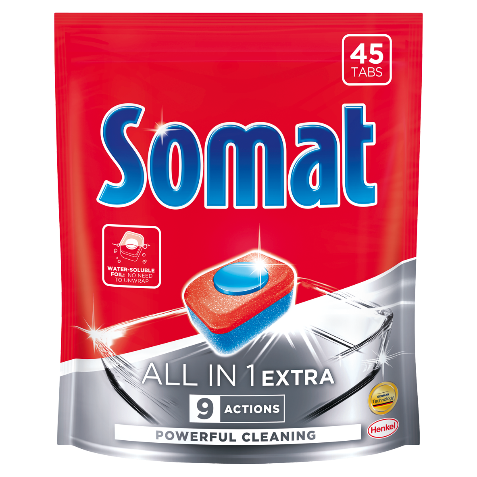 45
TABS
Somat
WATER-SOLUBLE
FOIL: NO NEED
TO UNWRAP
ALL IN 1 EXTRA
9 ACTIONS
POWERFUL CLEANING
Henkel